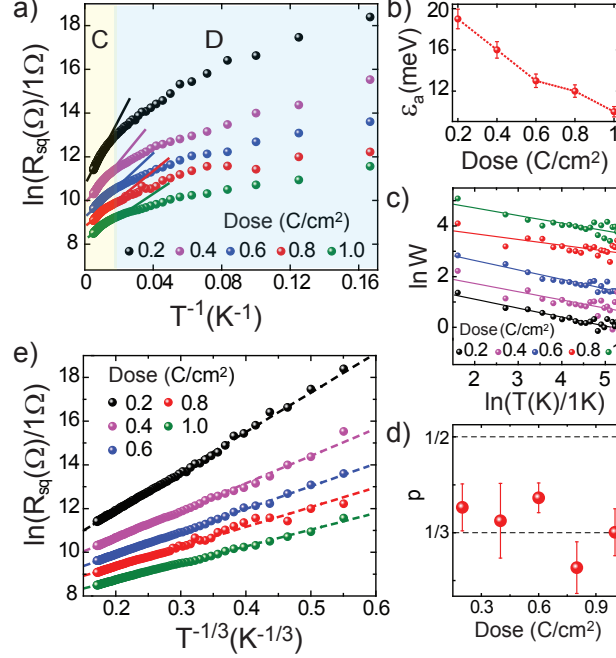 a)
C
D
ln(R_sq(Ω)/1Ω)
18
16
14
12
10
8
Dose (C/cm²)
0.2 0.4 0.6 0.8 1.0
0.00 0.04 0.08 0.12 0.16
T⁻¹(K⁻¹)
b)
ε_a(meV)
20
16
12
0.2 0.4 0.6 0.8 1.0
Dose (C/cm²)
c)
lnW
4
2
0
Dose (C/cm²)
0.2 0.4 0.6 0.8
2 3 4 5
ln(T(K)/1K)
e)
ln(R_sq(Ω)/1Ω)
18
16
14
12
10
8
Dose (C/cm²)
0.2 0.8
0.4 1.0
0.6
0.2 0.3 0.4 0.5 0.6
T⁻¹/³(K⁻¹/³)
d)
p
1/2
1/3
0.3 0.6 0.9
Dose (C/cm²)